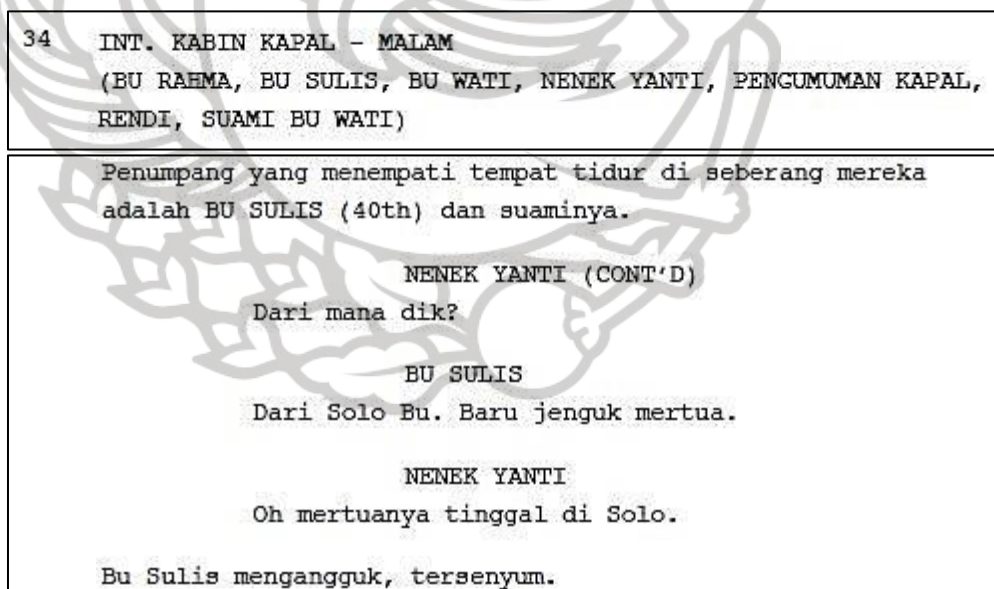 34 INT. KABIN KAPAL – MALAM
(BU RAHMA, BU SULIS, BU WATI, NENEK YANTI, PENGUMUMAN KAPAL,
RENDI, SUAMI BU WATI)
Penumpang yang menempati tempat tidur di seberang mereka
adalah BU SULIS (40th) dan suaminya.
NENEK YANTI (CONT'D)
Dari mana dik?
BU SULIS
Dari Solo Bu. Baru jenguk mertua.
NENEK YANTI
Oh mertuanya tinggal di Solo.
Bu Sulis mengangguk, tersenyum.